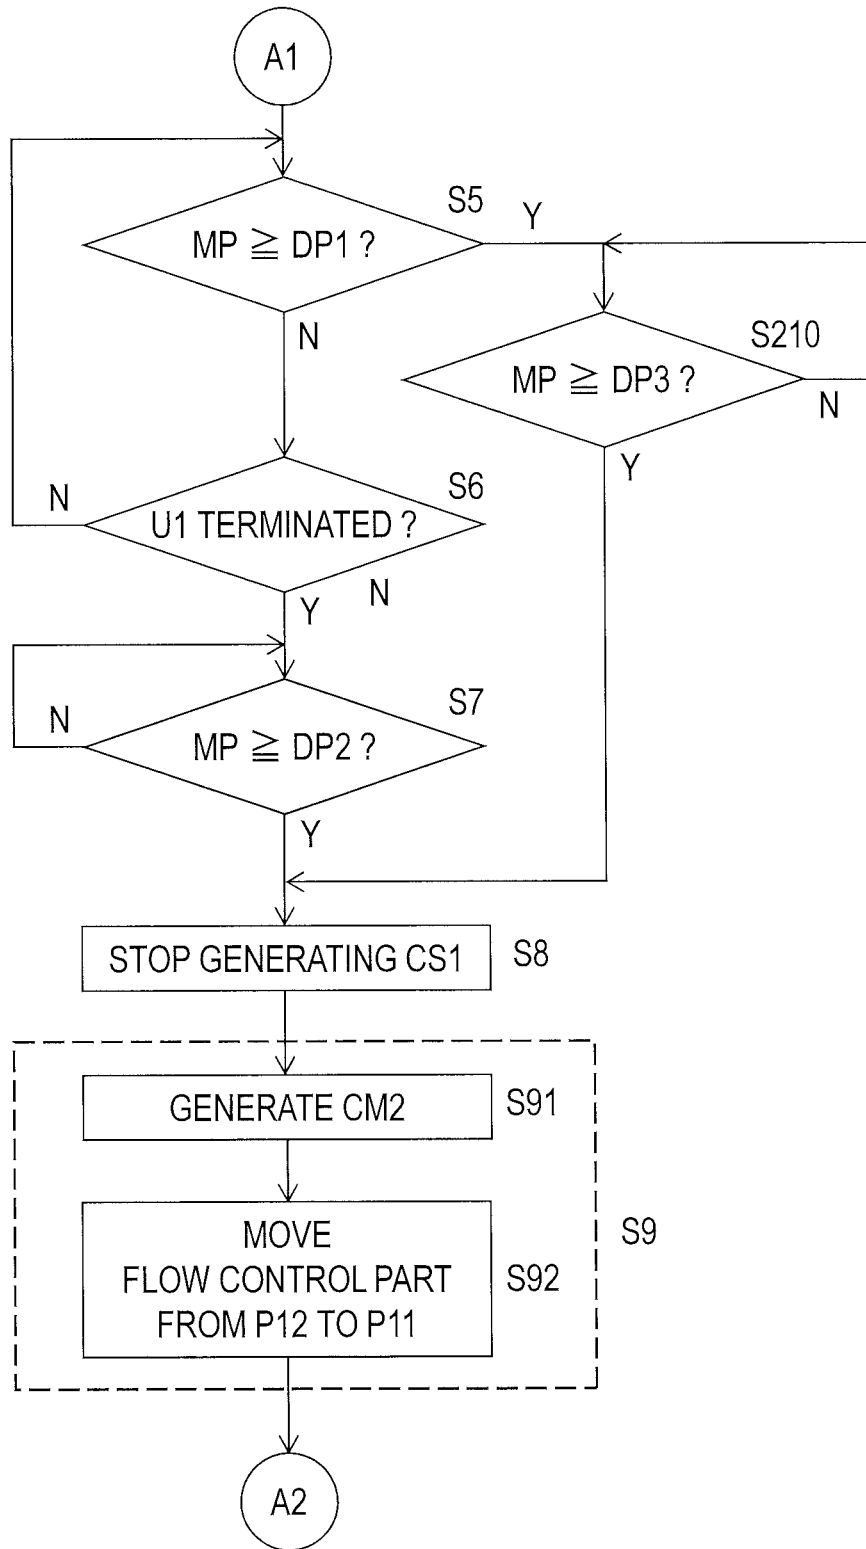 A1
S5
Y
MP ≧ DP1 ?
N
S210
MP ≧ DP3 ?
N
Y
S6
N
U1 TERMINATED ?
Y
N
S7
N
MP ≧ DP2 ?
Y
STOP GENERATING CS1
S8
GENERATE CM2
S91
S9
MOVE
FLOW CONTROL PART
FROM P12 TO P11
S92
A2